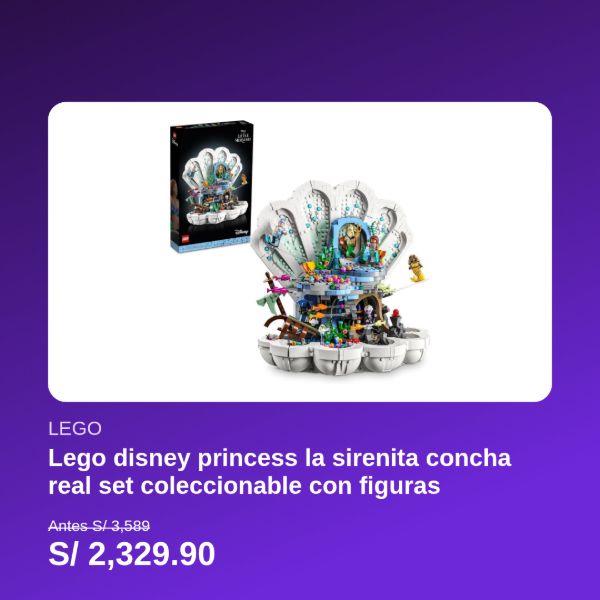 LEGO
Lego disney princess la sirenita concha
real set coleccionable con figuras
Antes S/ 3,589
S/ 2,329.90